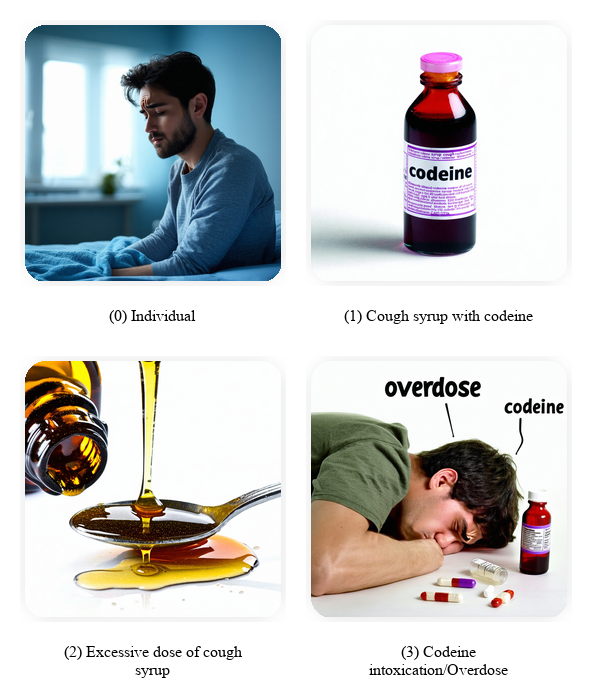 codeine
(0) Individual
(1) Cough syrup with codeine
overdose
codeine
(2) Excessive dose of cough
syrup
(3) Codeine
intoxication/Overdose